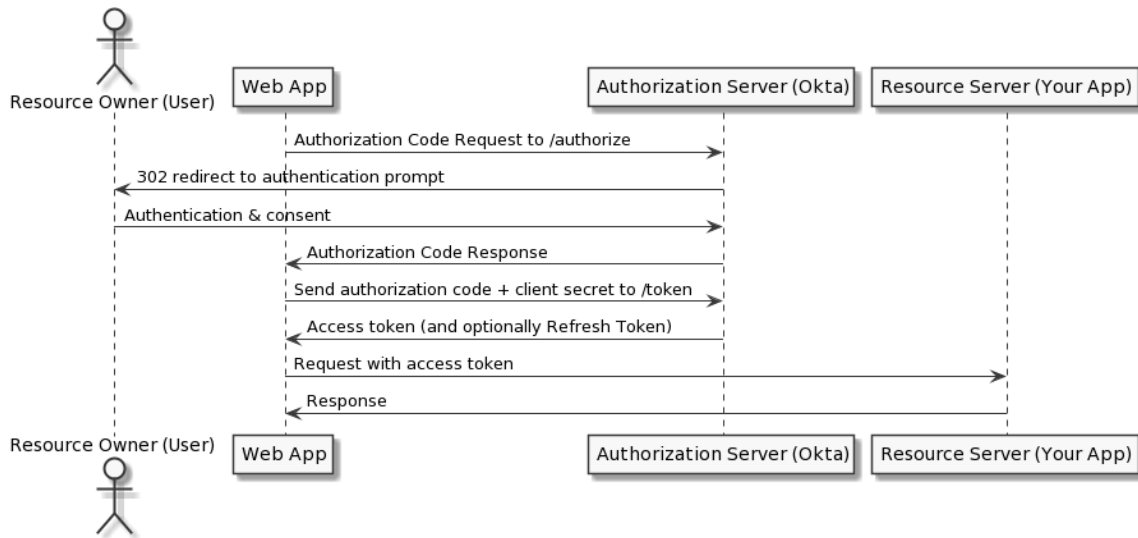 Resource Owner (User)
Web App
Authorization Server (Okta)
Resource Server (Your App)
Authorization Code Request to /authorize
302 redirect to authentication prompt
Authentication & consent
Authorization Code Response
Send authorization code + client secret to /token
Access token (and optionally Refresh Token)
Request with access token
Response
Resource Owner (User)
Web App
Authorization Server (Okta)
Resource Server (Your App)